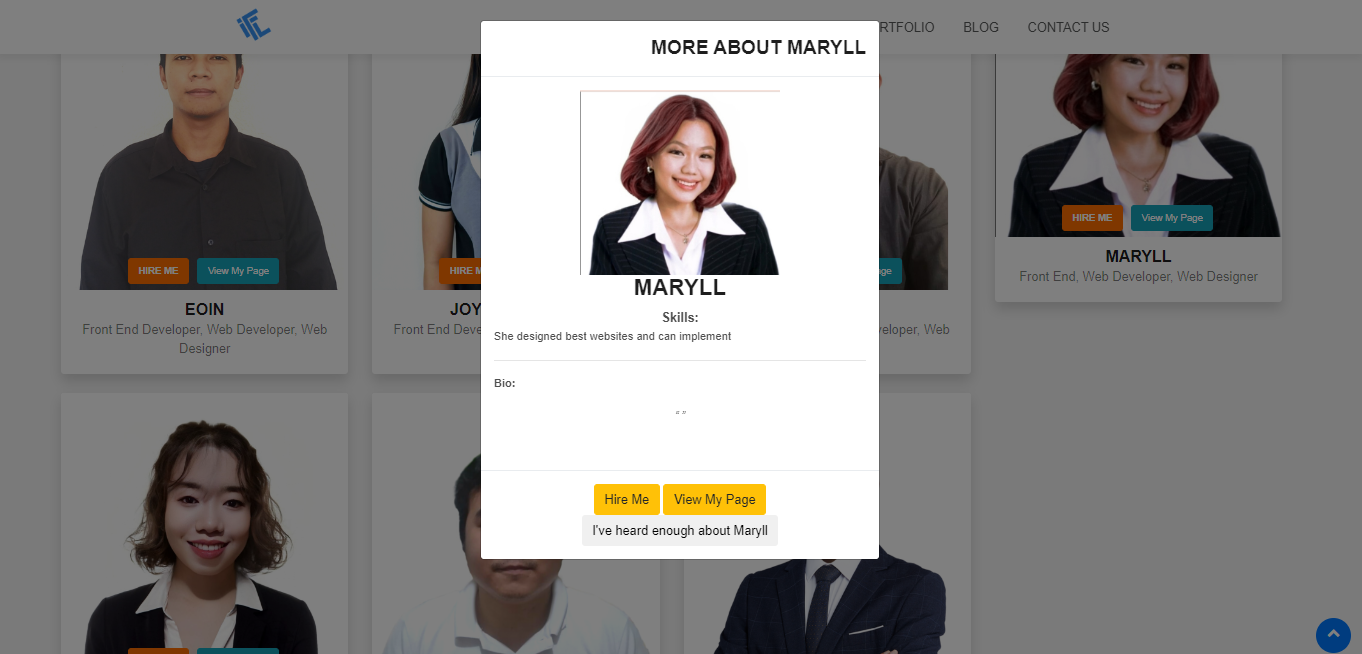 RTFOLIO BLOG CONTACT US
MORE ABOUT MARYLL
MARYLL
Skills:
She designed best websites and can implement
Bio:
“ ”
Hire Me View My Page
I've heard enough about Maryll
HIRE ME View My Page
EOIN
Front End Developer, Web Developer, Web
Designer
HIRE M
JOY
Front End Deve
ge
veloper, Web
HIRE ME View My Page
MARYLL
Front End, Web Developer, Web Designer